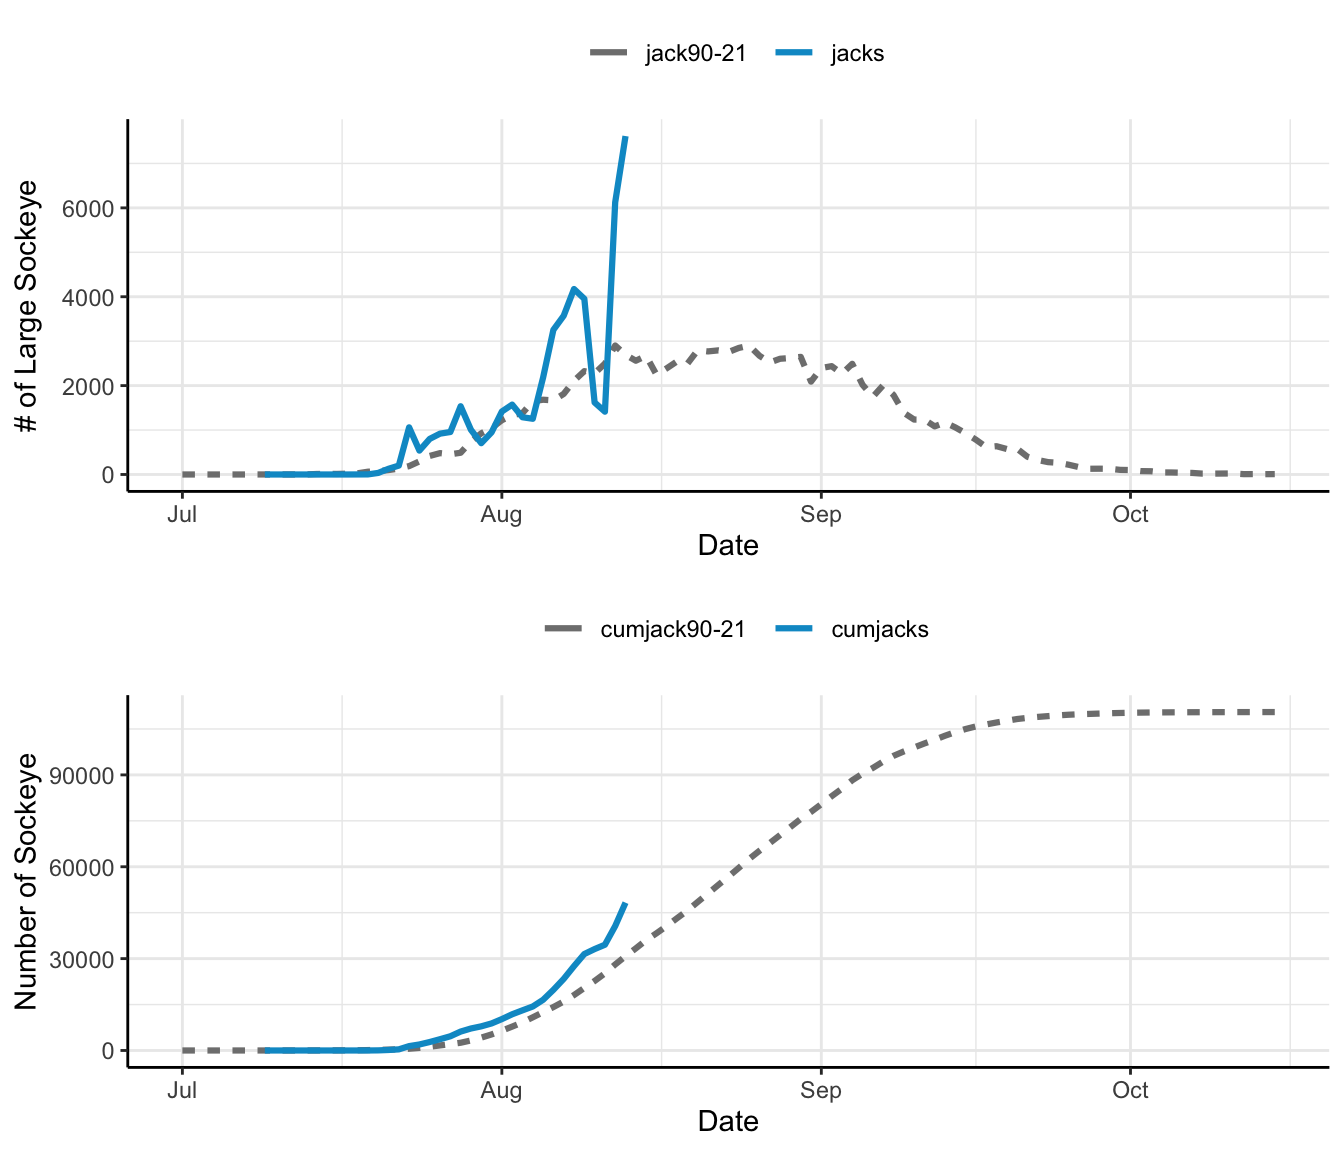 jack90-21 jacks
# of Large Sockeye
6000
4000
2000
0
Jul Aug Sep Oct
Date
cumjack90-21 cumjacks
Number of Sockeye
90000
60000
30000
0
Jul Aug Sep Oct
Date